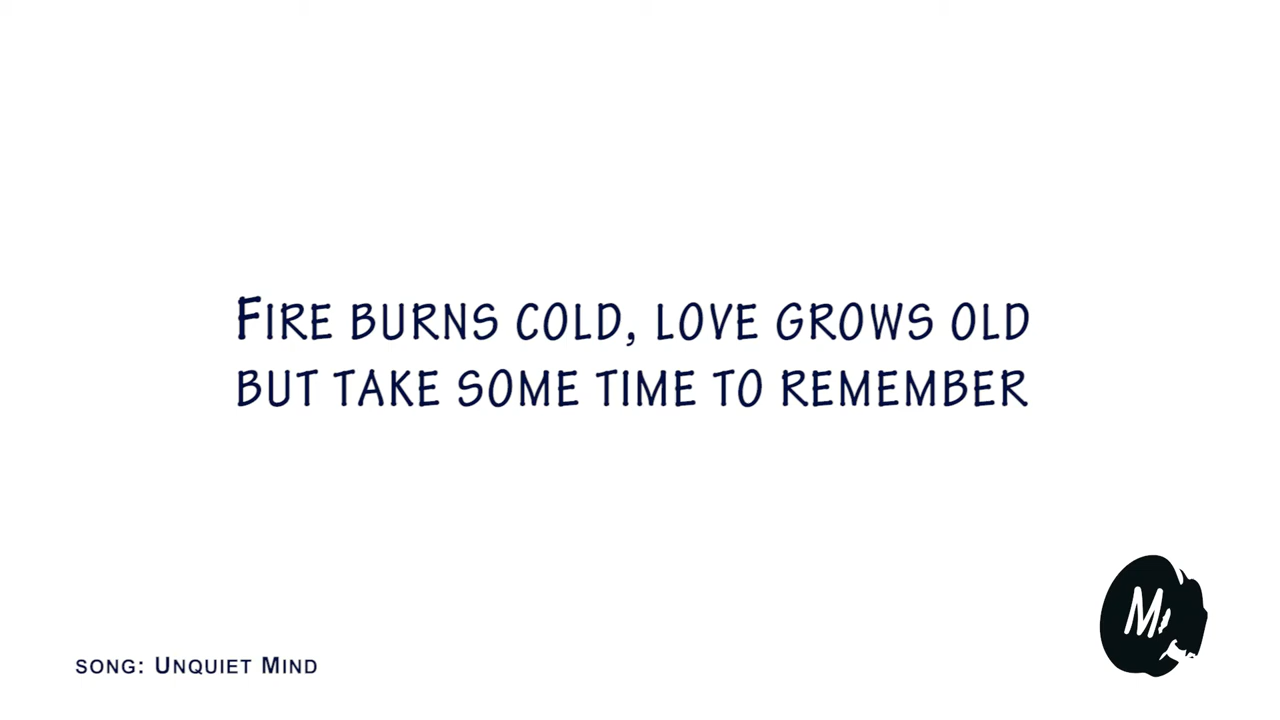 Fire burns cold, love grows old
but take some time to remember
song: Unquiet Mind
M